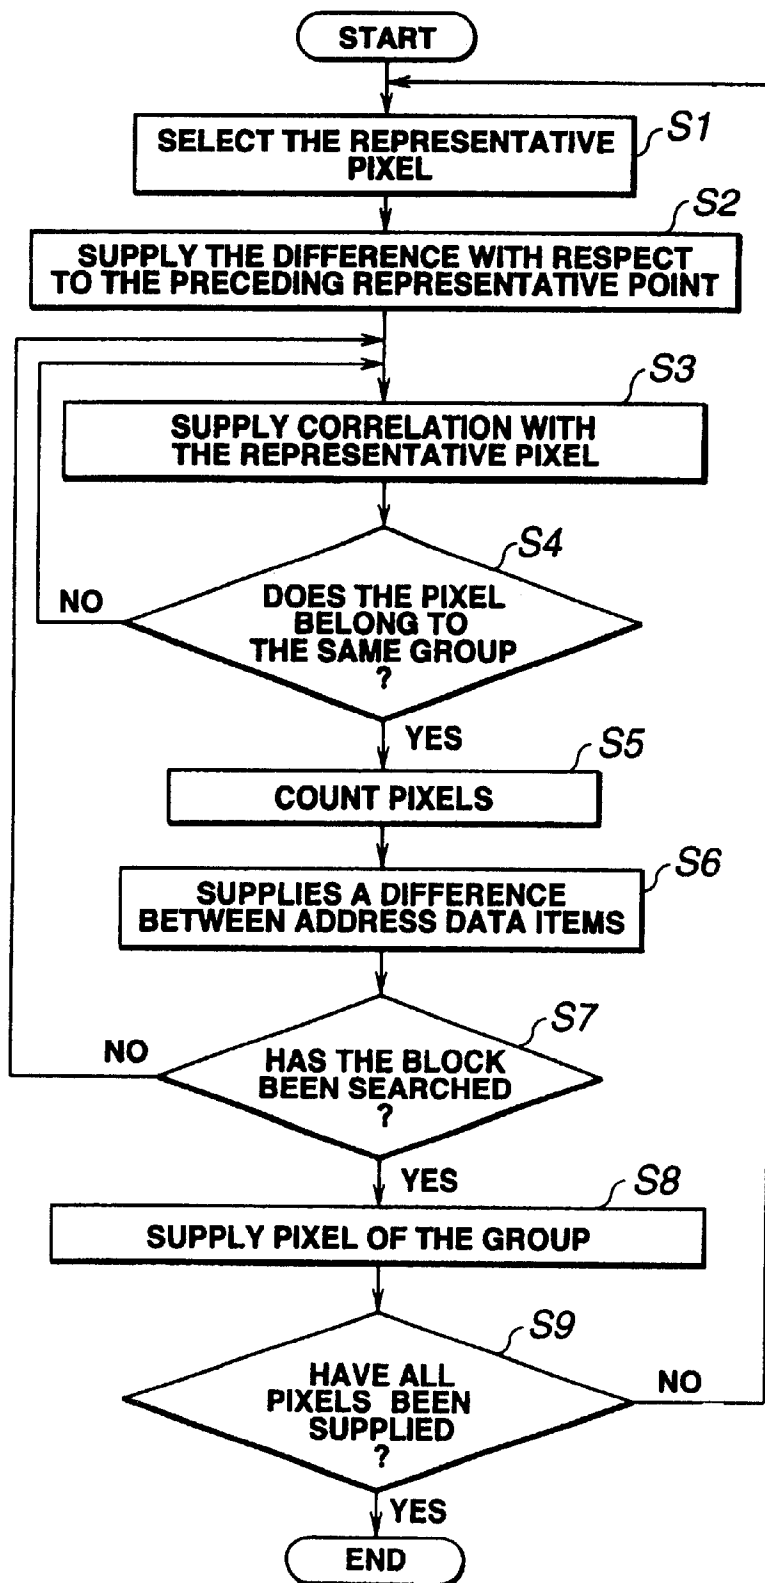 START
S1
SELECT THE REPRESENTATIVE
PIXEL
S2
SUPPLY THE DIFFERENCE WITH RESPECT
TO THE PRECEDING REPRESENTATIVE POINT
S3
SUPPLY CORRELATION WITH
THE REPRESENTATIVE PIXEL
S4
NO
DOES THE PIXEL
BELONG TO
THE SAME GROUP
?
YES
S5
COUNT PIXELS
S6
SUPPLIES A DIFFERENCE
BETWEEN ADDRESS DATA ITEMS
S7
NO
HAS THE BLOCK
BEEN SEARCHED
?
YES
S8
SUPPLY PIXEL OF THE GROUP
S9
HAVE ALL
PIXELS BEEN
SUPPLIED
?
NO
YES
END